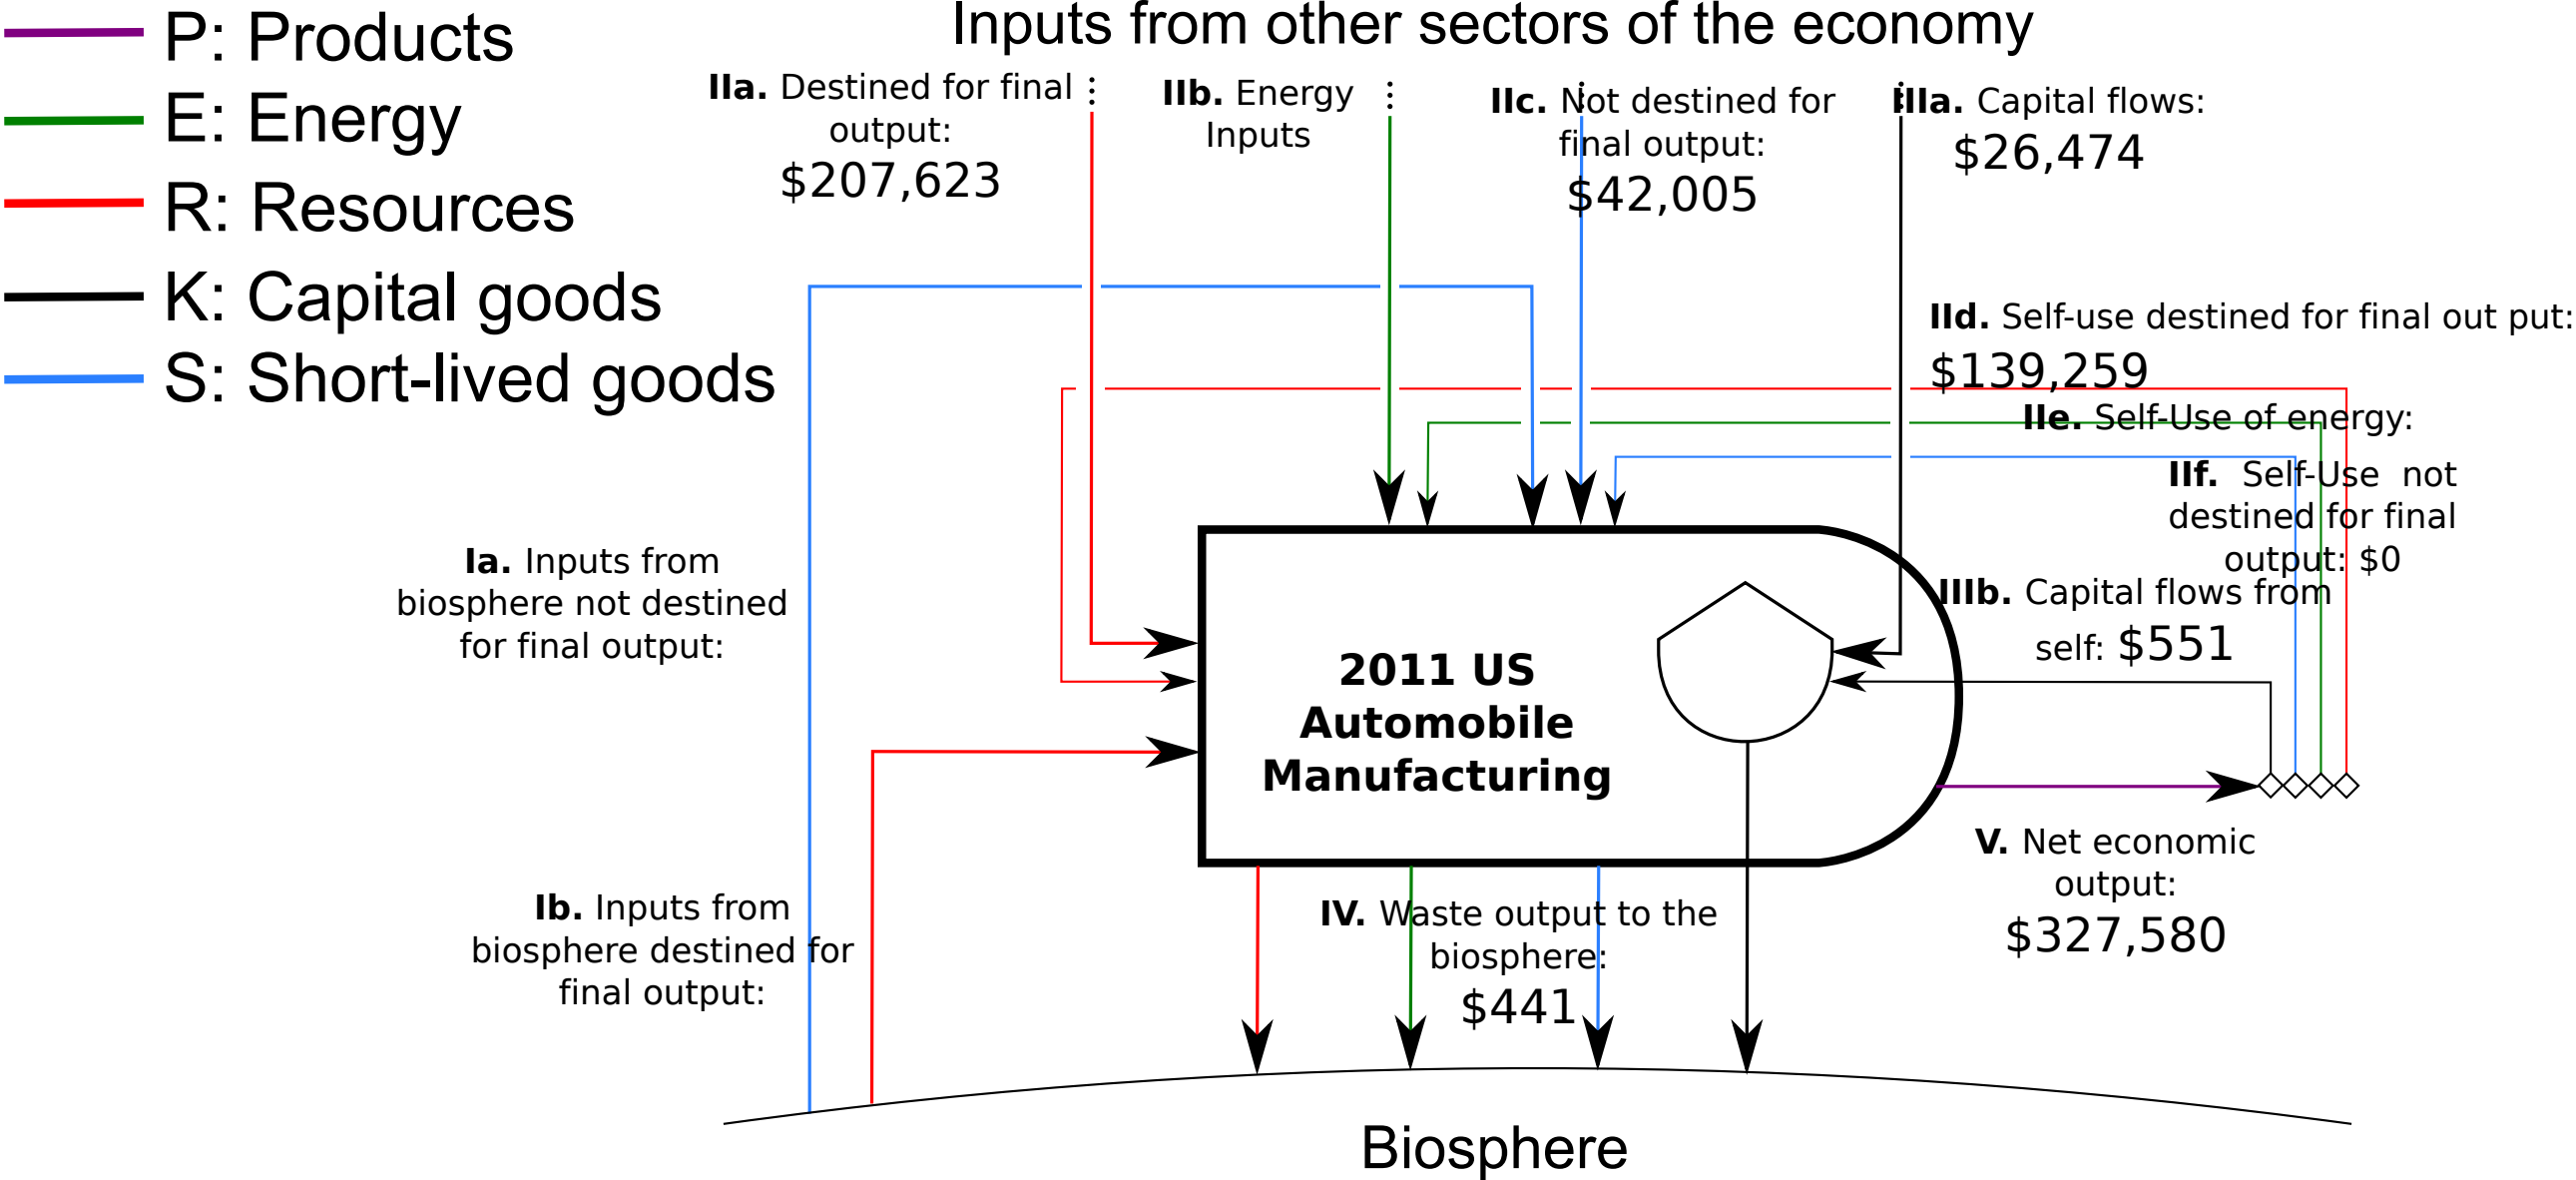 P: Products
E: Energy
R: Resources
K: Capital goods
S: Short-lived goods
Inputs from other sectors of the economy
IIa. Destined for final
output:
$207,623
IIb. Energy
Inputs
IIc. Not destined for
final output:
$42,005
IIIa. Capital flows:
$26,474
IId. Self-use destined for final out put:
$139,259
IIe. Self-Use of energy:
IIf. Self-Use not
destined for final
output: $0
IIIb. Capital flows from
self: $551
Ia. Inputs from
biosphere not destined
for final output:
2011 US
Automobile
Manufacturing
Ib. Inputs from
biosphere destined for
final output:
IV. Waste output to the
biosphere:
$441
V. Net economic
output:
$327,580
Biosphere